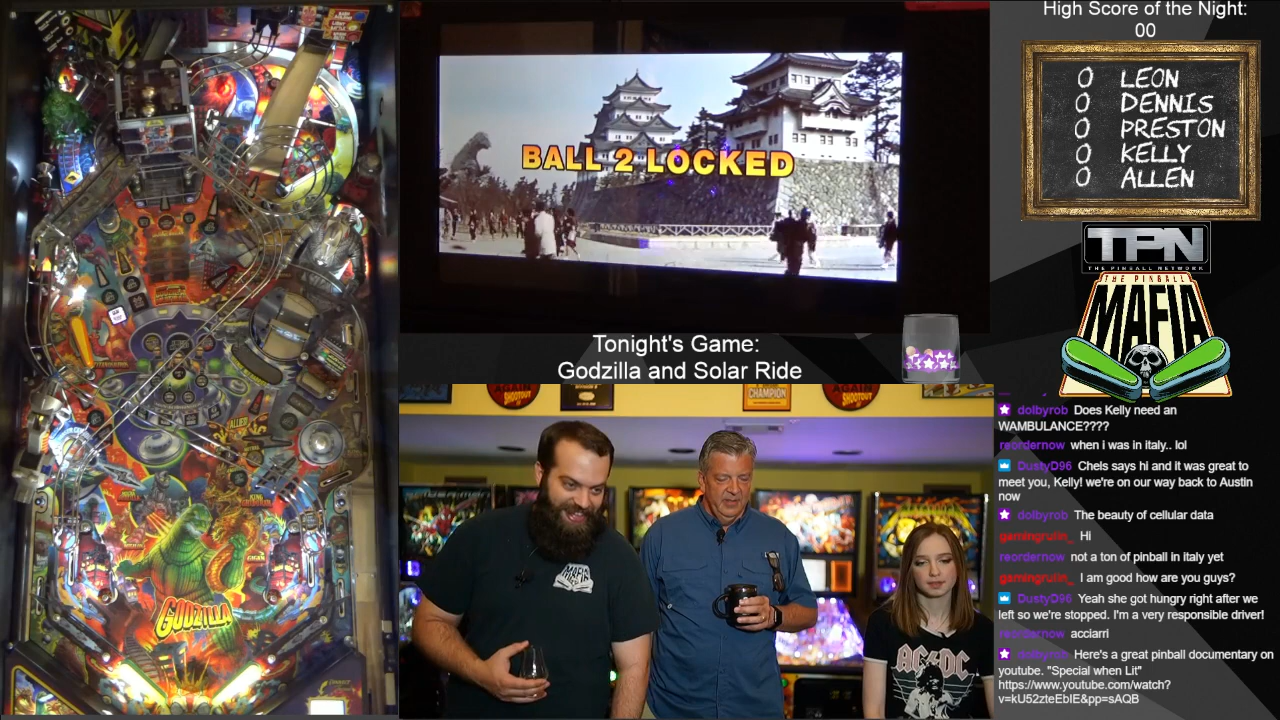 High Score of the Night:
00
0 LEON
0 DENNIS
0 PRESTON
0 KELLY
0 ALLEN
TPN
THE PINBALL NETWORK
THE PINBALL
MAFIA
BALL 2 LOCKED
Tonight's Game:
Godzilla and Solar Ride
dolbyrob Does Kelly need an
WAMBULANCE????
reordernow when i was in italy.. lol
DustyD96 Chels says hi and it was great to
meet you, Kelly! we're on our way back to Austin
now
dolbyrob The beauty of cellular data
gamingrulin_ Hi
reordernow not a ton of pinball in italy yet
gamingrulin_ I am good how are you guys?
DustyD96 Yeah she got hungry right after we
left so we're stopped. I'm a very responsible driver!
reordernow acciarri
dolbyrob Here's a great pinball documentary on
youtube. "Special when Lit"
https://www.youtube.com/watch?
v=kU52zteEbIE&pp=sAQB
GODZILLA
AGAIN
SHOOTOUT
CHAMPION
AGAIN
SHOOTOUT
MAFIA
AC DC
ALLIED